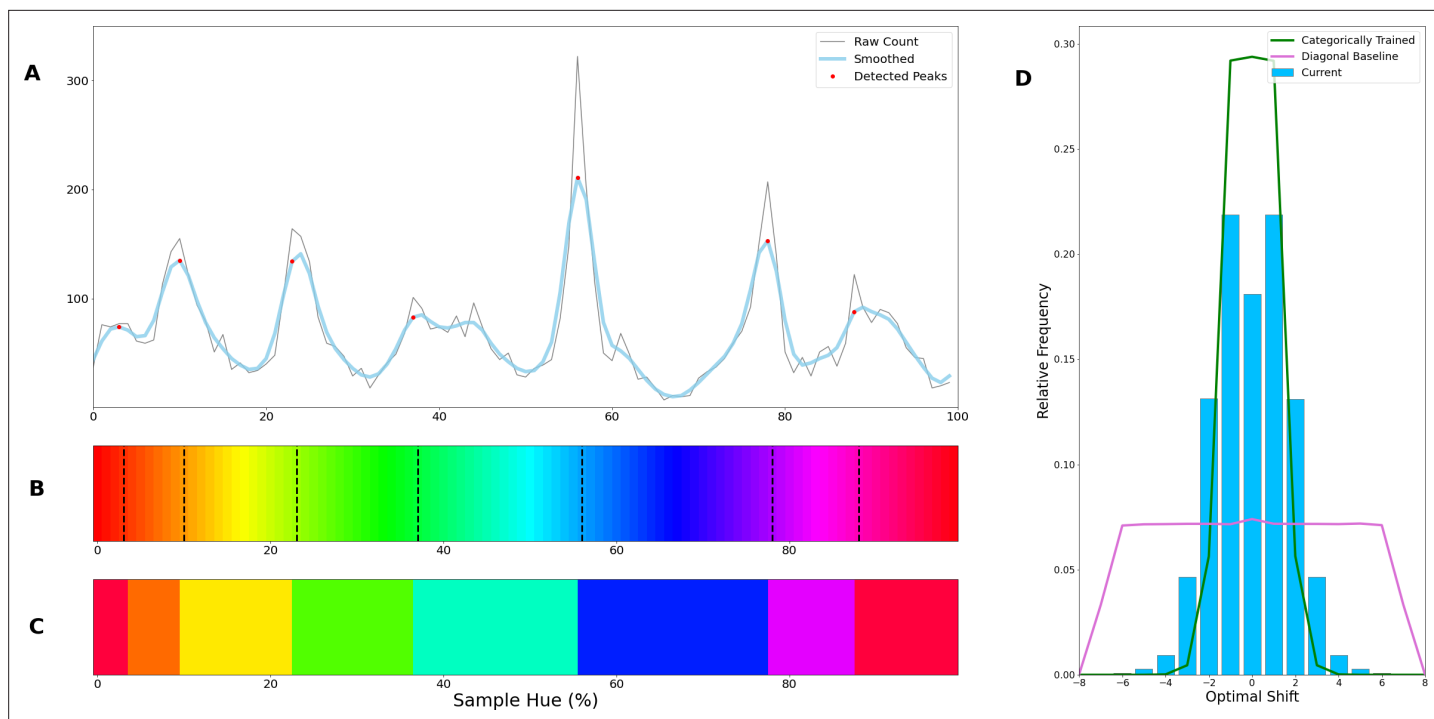 A
300
200
100
0 20 40 60 80 100
Raw Count
Smoothed
Detected Peaks
B
0 20 40 60 80
C
0 20 40 60 80
Sample Hue (%)
D
Relative Frequency
0.30
0.25
0.20
0.15
0.10
0.05
0.00
−8 −6 −4 −2 0 2 4 6 8
Optimal Shift
Categorically Trained
Diagonal Baseline
Current